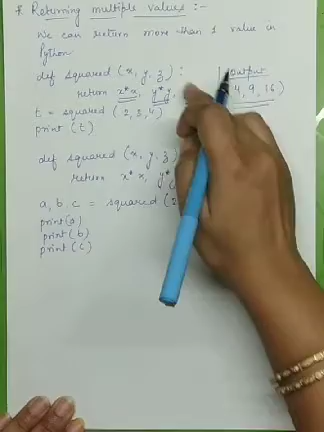 * Returning multiple values :-
We can return more than 1 value in
Python
def squared (x, y, z) :
return x*x, y*y,
t = squared (2, 3, 4)
print (t)
Output
4, 9, 16)
def squared (x, y, z)
return x*x, y*
a, b, c = squared (2
print(a)
print(b)
print(c)